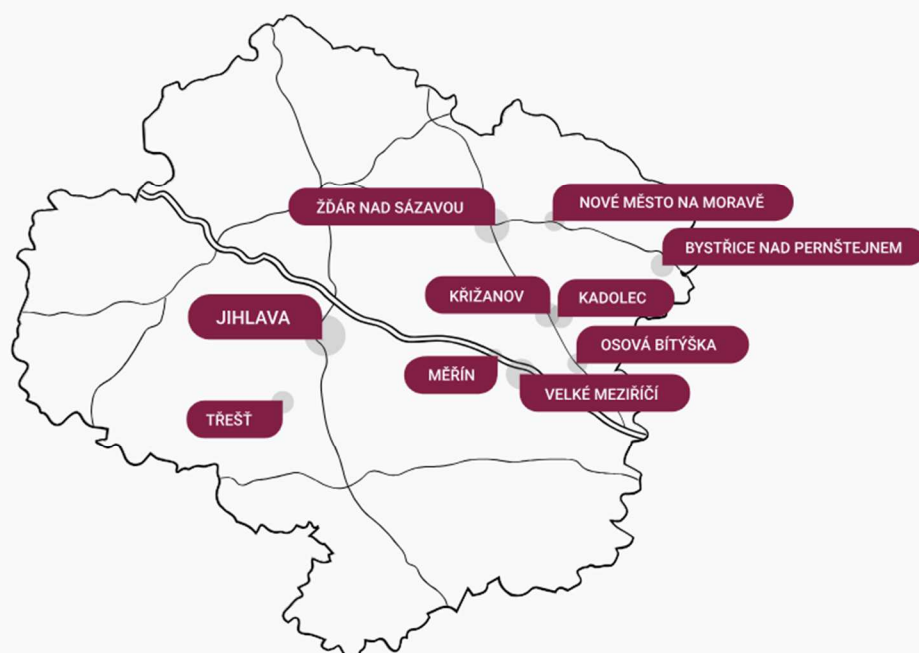 NOVÉ MĚSTO NA MORAVĚ
ŽĎÁR NAD SÁZAVOU
BYSTŘICE NAD PERNŠTEJNEM
KŘIŽANOV
KADOLEC
JIHLAVA
OSOVÁ BÍTÝŠKA
MĚŘÍN
VELKÉ MEZIŘÍČÍ
TŘEŠŤ